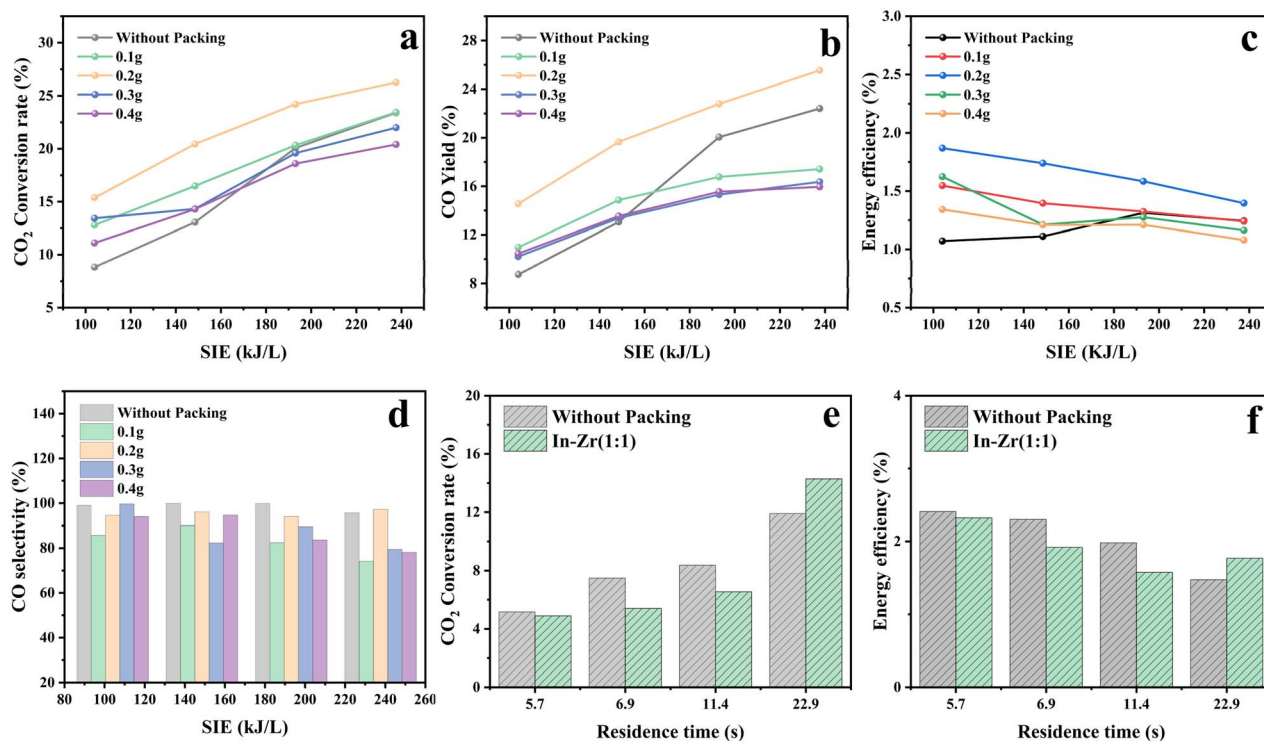 a
Without Packing
0.1g
0.2g
0.3g
0.4g
CO₂ Conversion rate (%)
30
25
20
15
10
5
100 120 140 160 180 200 220 240
SIE (kJ/L)
b
Without Packing
0.1g
0.2g
0.3g
0.4g
CO Yield (%)
28
24
20
16
12
8
100 120 140 160 180 200 220 240
SIE (kJ/L)
c
Without Packing
0.1g
0.2g
0.3g
0.4g
Energy efficiency (%)
3.0
2.5
2.0
1.5
1.0
0.5
100 120 140 160 180 200 220 240
SIE (KJ/L)
d
Without Packing
0.1g
0.2g
0.3g
0.4g
CO selectivity (%)
140
120
100
80
60
40
20
80 100 120 140 160 180 200 220 240 260
SIE (kJ/L)
e
Without Packing
In-Zr(1:1)
CO₂ Conversion rate (%)
20
16
12
8
4
0
5.7 6.9 11.4 22.9
Residence time (s)
f
Without Packing
In-Zr(1:1)
Energy efficiency (%)
4
2
0
5.7 6.9 11.4 22.9
Residence time (s)